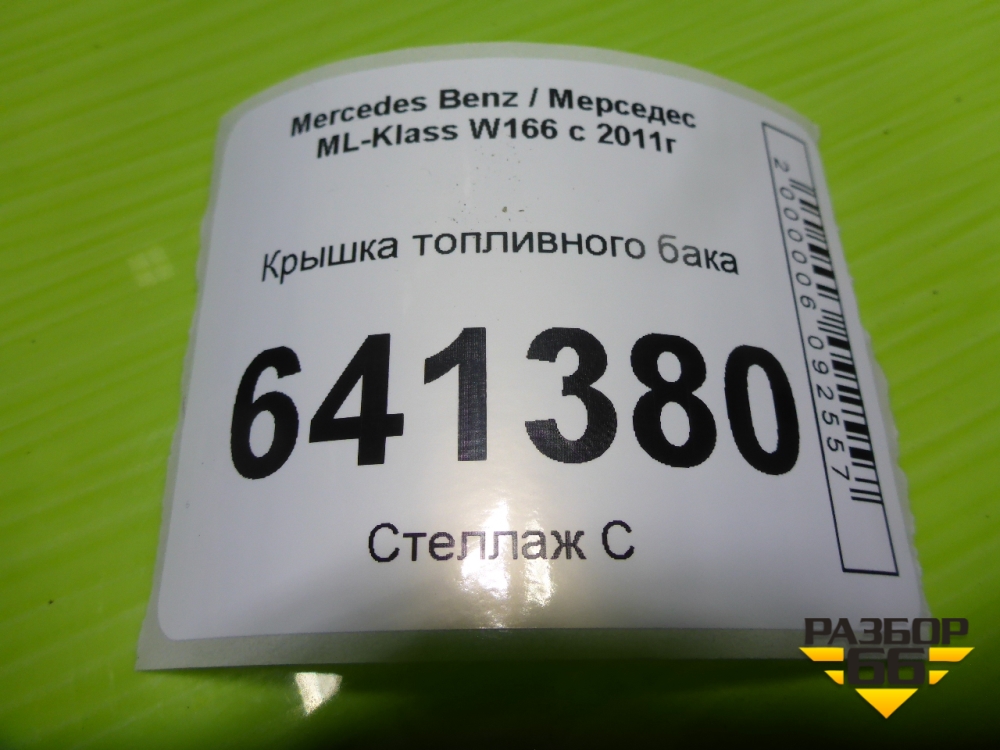 Mercedes Benz / Мерседес
ML-Klass W166 с 2011г
Крышка топливного бака
641380
Стеллаж С
2000006092557
РАЗБОР
66